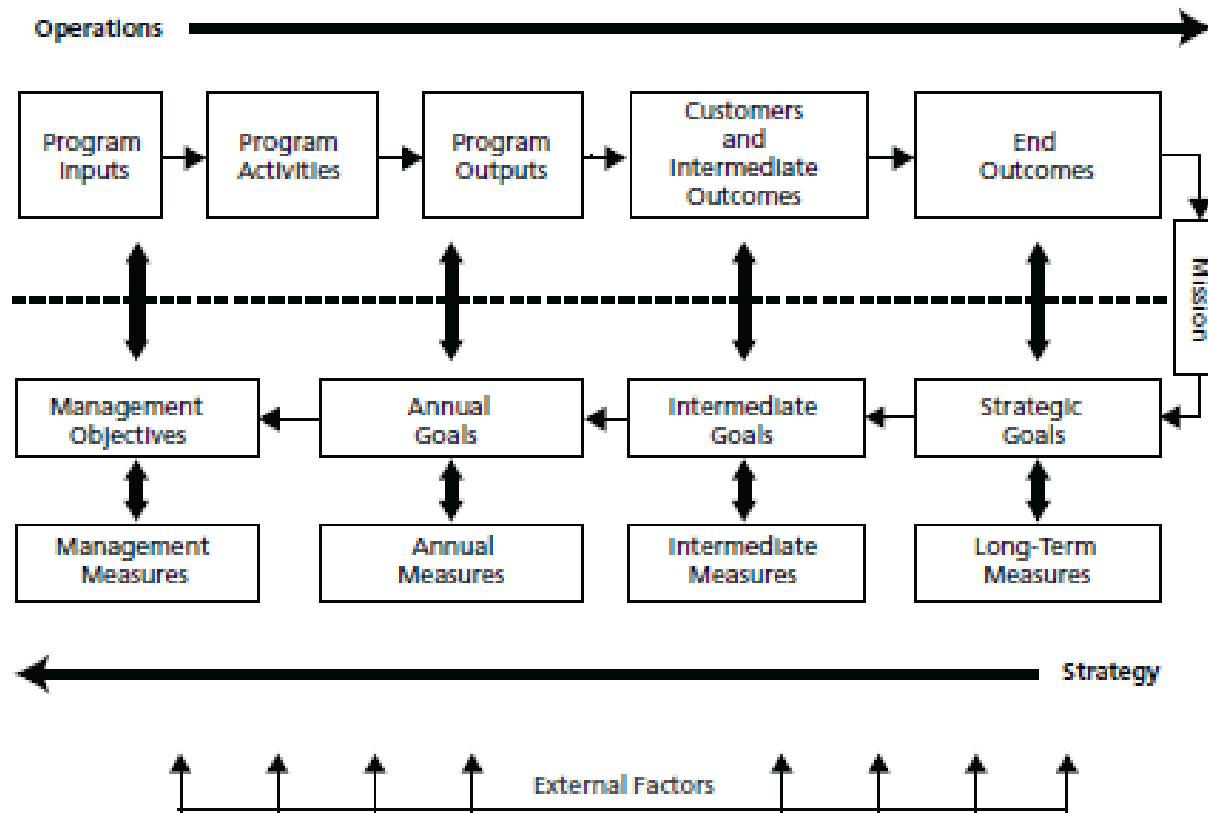 Operations
Program
Inputs
Program
Activities
Program
Outputs
Customers
and
Intermediate
Outcomes
End
Outcomes
Mission
Management
Objectives
Annual
Goals
Intermediate
Goals
Strategic
Goals
Management
Measures
Annual
Measures
Intermediate
Measures
Long-Term
Measures
Strategy
External Factors